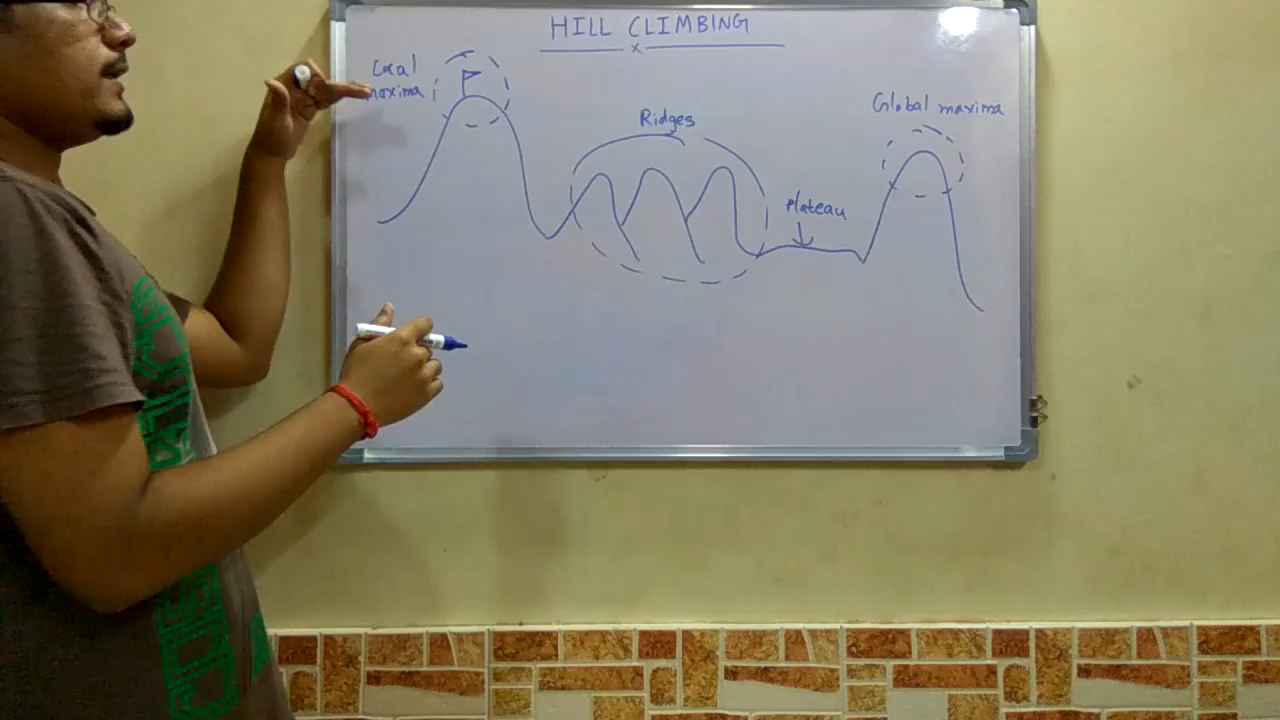 HILL CLIMBING
x
Local
maxima
Ridges
Plateau
Global maxima